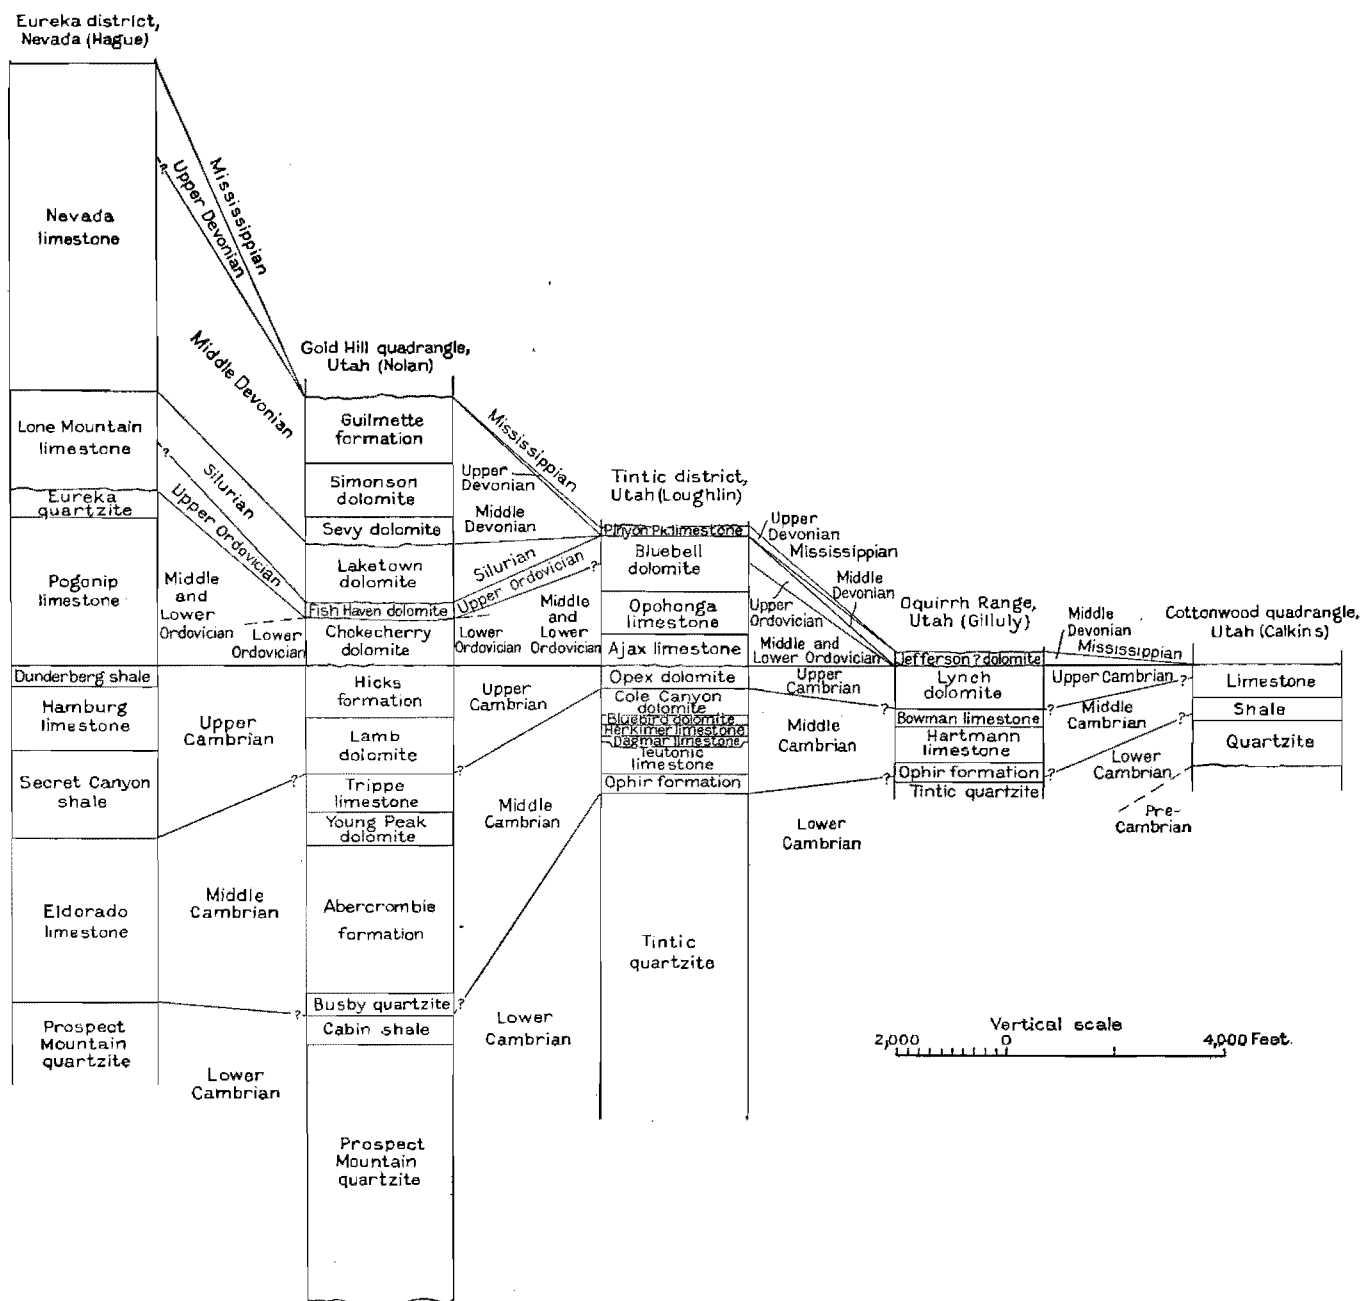 Eureka district,
Nevada (Hague)
Nevada
limestone
Lone Mountain
limestone
Eureka
quartzite
Pogonip
limestone
Dunderberg shale
Hamburg
limestone
Secret Canyon
shale
Eldorado
limestone
Prospect
Mountain
quartzite
Mississippian
?
Upper Devonian
Middle Devonian
Silurian
?
Upper Ordovician
Middle
and
Lower
Ordovician
Lower
Ordovician
Upper
Cambrian
?
Middle
Cambrian
?
Lower
Cambrian
Gold Hill quadrangle,
Utah (Nolan)
Guilmette
formation
Simonson
dolomite
Sevy dolomite
Laketown
dolomite
Fish Haven dolomite
Chokecherry
dolomite
Hicks
formation
Lamb
dolomite
Trippe
limestone
Young Peak
dolomite
Abercrombie
formation
Busby quartzite
Cabin shale
Prospect
Mountain
quartzite
Mississippian
Upper
Devonian
Middle
Devonian
Silurian
Upper Ordovician
?
Lower
Ordovician
Middle
and
Lower
Ordovician
Upper
Cambrian
?
Middle
Cambrian
?
Lower
Cambrian
Tintic district,
Utah (Loughlin)
Pinyon Pk. limestone
Bluebell
dolomite
Opohonga
limestone
Ajax limestone
Opex dolomite
Cole Canyon
dolomite
Bluebird dolomite
Herkimer limestone
Dagmar limestone
Teutonic
limestone
Ophir formation
Tintic
quartzite
Upper
Devonian
Mississippian
Middle
Devonian
Upper
Ordovician
Middle and
Lower Ordovician
Upper
Cambrian
?
Middle
Cambrian
?
Lower
Cambrian
Oquirrh Range,
Utah (Gilluly)
Jefferson ? dolomite
Lynch
dolomite
Bowman limestone
Hartmann
limestone
Ophir formation
Tintic quartzite
Middle
Devonian
Mississippian
Upper Cambrian
?
?
Middle
Cambrian
?
?
Lower
Cambrian
Pre-
Cambrian
Cottonwood quadrangle,
Utah (Calkins)
Limestone
Shale
Quartzite
Vertical scale
2,000 0 4,000 Feet.